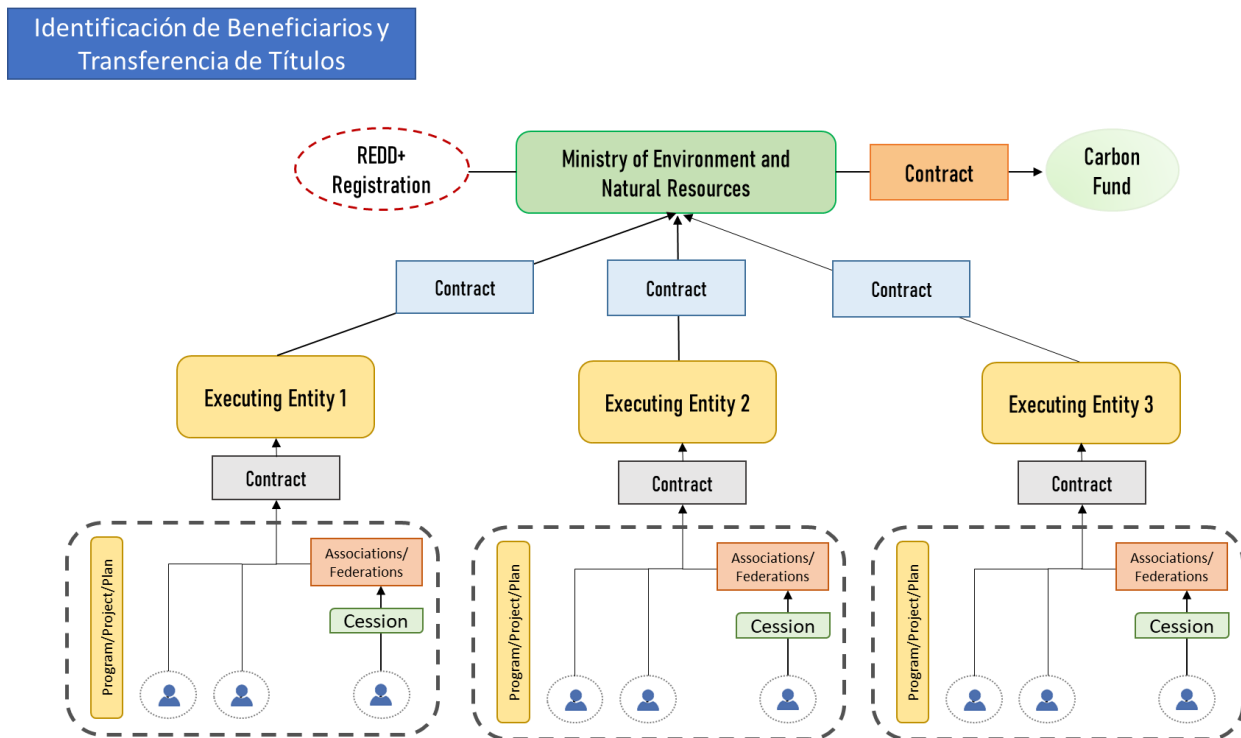 Identificación de Beneficiarios y
Transferencia de Títulos
REDD+
Registration
Ministry of Environment and
Natural Resources
Contract
Carbon
Fund
Contract
Contract
Contract
Executing Entity 1
Executing Entity 2
Executing Entity 3
Contract
Contract
Contract
Program/Project/Plan
Associations/
Federations
Cession
Program/Project/Plan
Associations/
Federations
Cession
Program/Project/Plan
Associations/
Federations
Cession